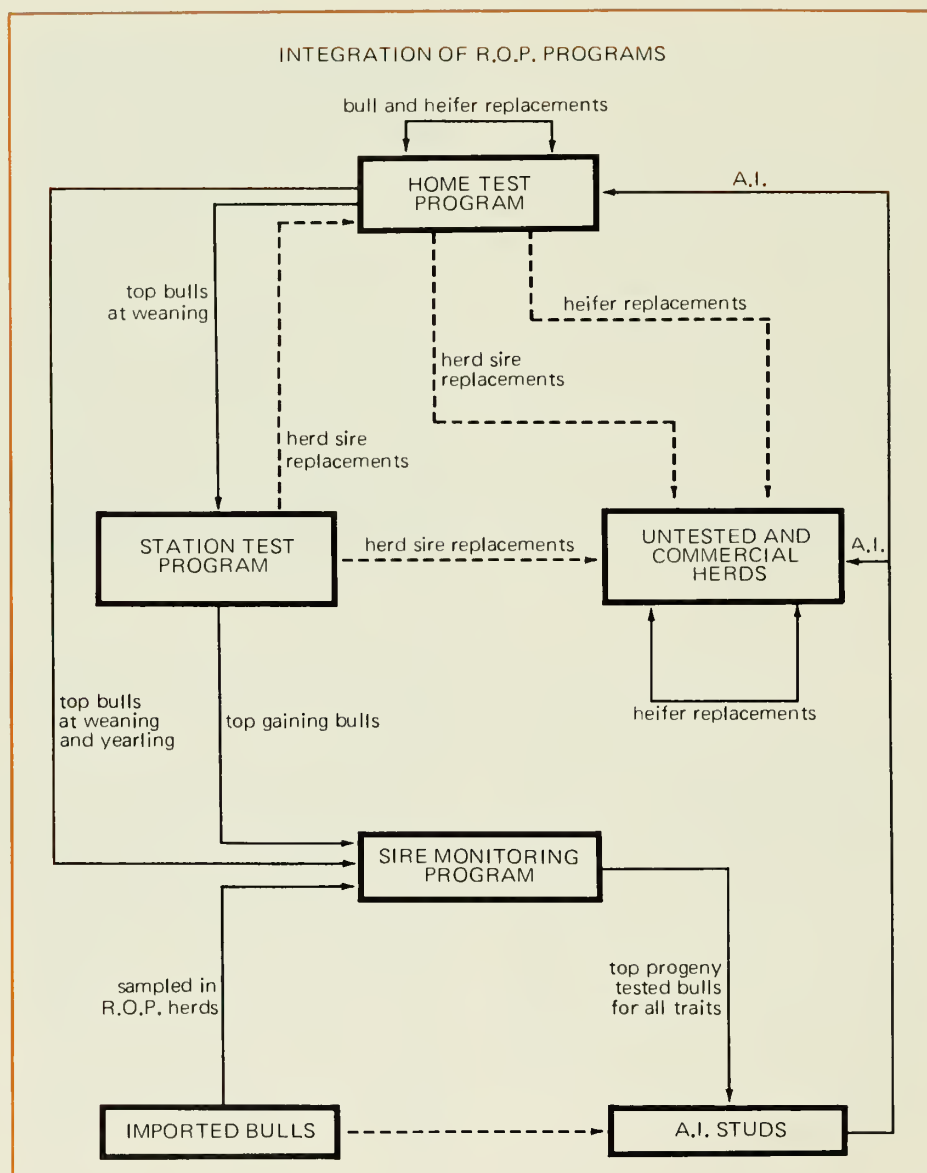 INTEGRATION OF R.O.P. PROGRAMS
bull and heifer replacements
HOME TEST
PROGRAM
A.I.
top bulls
at weaning
heifer replacements
herd sire
replacements
herd sire
replacements
STATION TEST
PROGRAM
herd sire replacements
UNTESTED AND
COMMERCIAL
HERDS
A.I.
top bulls
at weaning
and yearling
top gaining bulls
heifer replacements
SIRE MONITORING
PROGRAM
sampled in
R.O.P. herds
top progeny
tested bulls
for all traits
IMPORTED BULLS
A.I. STUDS